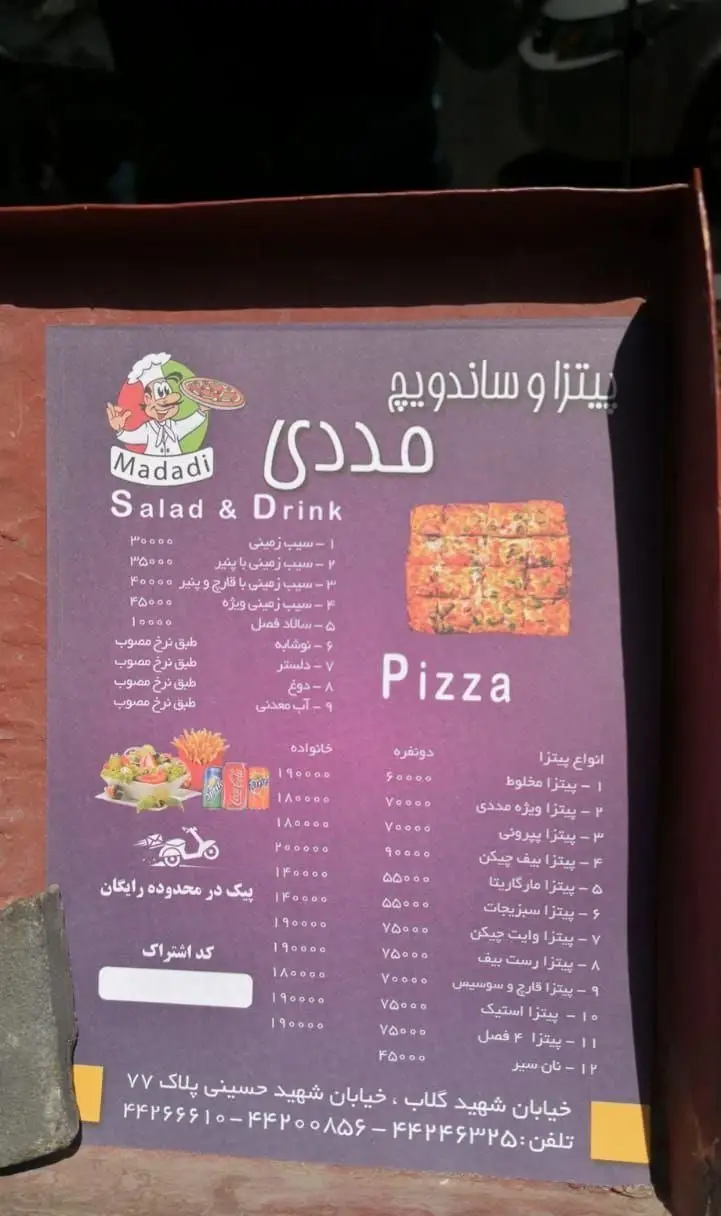 پیتزا و ساندویچ
مددی
Madadi
Salad & Drink
۱ - سیب زمینی ۳۰۰۰۰
۲ - سیب زمینی با پنیر ۳۵۰۰۰
۳ - سیب زمینی با قارچ و پنیر ۴۰۰۰۰
۴ - سیب زمینی ویژه ۴۵۰۰۰
۵ - سالاد فصل ۱۰۰۰۰
۶ - نوشابه طبق نرخ مصوب
۷ - دلستر طبق نرخ مصوب
۸ - دوغ طبق نرخ مصوب
۹ - آب معدنی طبق نرخ مصوب
Pizza
انواع پیتزا دونفره خانواده
۱ - پیتزا مخلوط ۶۰۰۰۰ ۱۹۰۰۰۰
۲ - پیتزا ویژه مددی ۷۰۰۰۰ ۱۸۰۰۰۰
۳ - پیتزا پپرونی ۷۰۰۰۰ ۱۸۰۰۰۰
۴ - پیتزا بیف چیکن ۹۰۰۰۰ ۲۰۰۰۰۰
۵ - پیتزا مارگاریتا ۵۵۰۰۰ ۱۴۰۰۰۰
۶ - پیتزا سبزیجات ۵۵۰۰۰ ۱۴۰۰۰۰
۷ - پیتزا وایت چیکن ۷۵۰۰۰ ۱۹۰۰۰۰
۸ - پیتزا رست بیف ۷۵۰۰۰ ۱۹۰۰۰۰
۹ - پیتزا قارچ و سوسیس ۷۰۰۰۰ ۱۸۰۰۰۰
۱۰ - پیتزا استیک ۷۵۰۰۰ ۱۹۰۰۰۰
۱۱ - پیتزا ۴ فصل ۷۵۰۰۰ ۱۹۰۰۰۰
۱۲ - نان سیر ۴۵۰۰۰
Coca-Cola
پیک در محدوده رایگان
کد اشتراک
خیابان شهید گلاب ، خیابان شهید حسینی پلاک ۷۷
تلفن: ۴۴۲۴۶۳۲۵ - ۴۴۲۰۰۸۵۶ - ۴۴۲۶۶۶۱۰